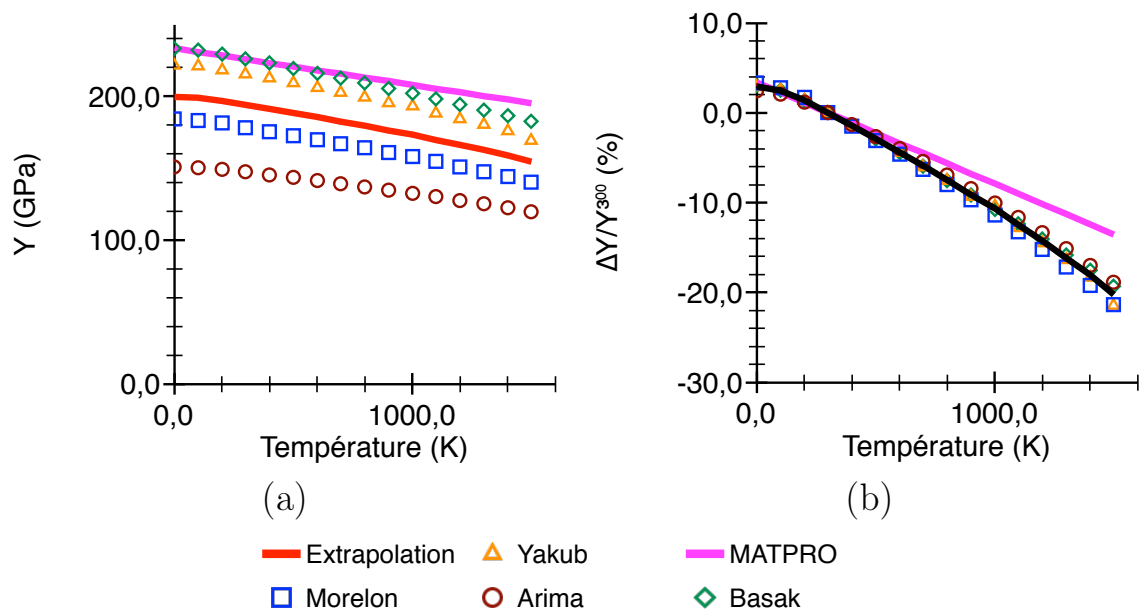 Y (GPa)
200,0
100,0
0,0
0,0
1000,0
Température (K)
(a)
ΔY/Y³⁰⁰ (%)
10,0
0,0
-10,0
-20,0
-30,0
0,0
1000,0
Température (K)
(b)
Extrapolation
Yakub
MATPRO
Morelon
Arima
Basak